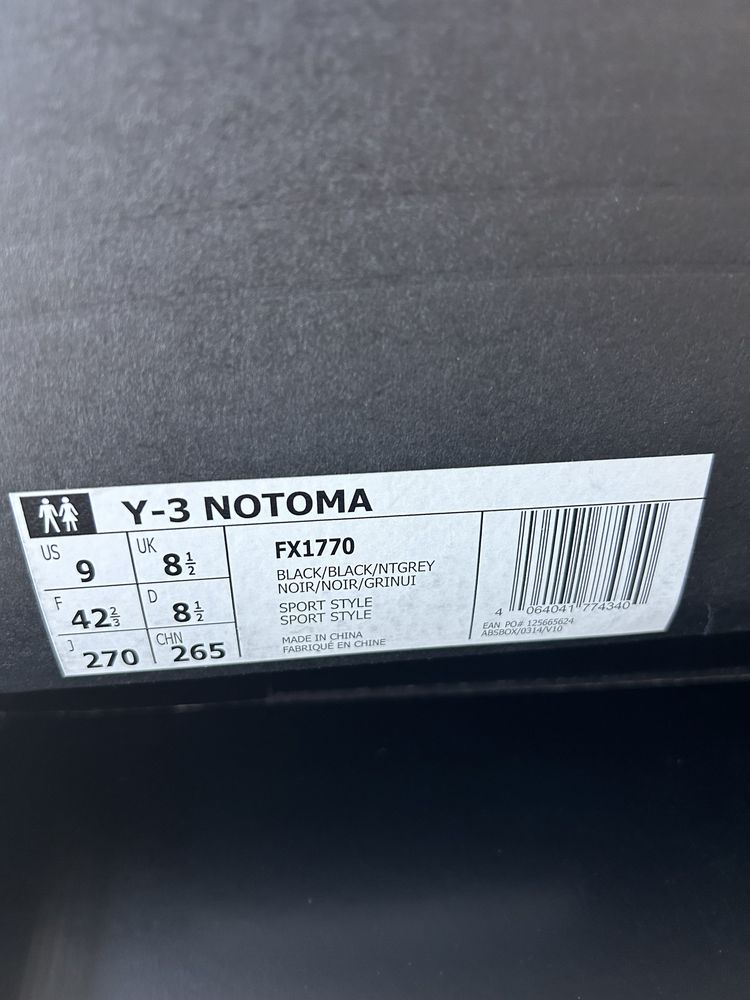 Y-3 NOTOMA
US 9
UK 8½
F 42⅔
D 8½
J 270
CHN 265
FX1770
BLACK/BLACK/NTGREY
NOIR/NOIR/GRINUI
SPORT STYLE
SPORT STYLE
MADE IN CHINA
FABRIQUÉ EN CHINE
4 064041 774340
EAN PO# 125665624
ABSBOX/0314/V10